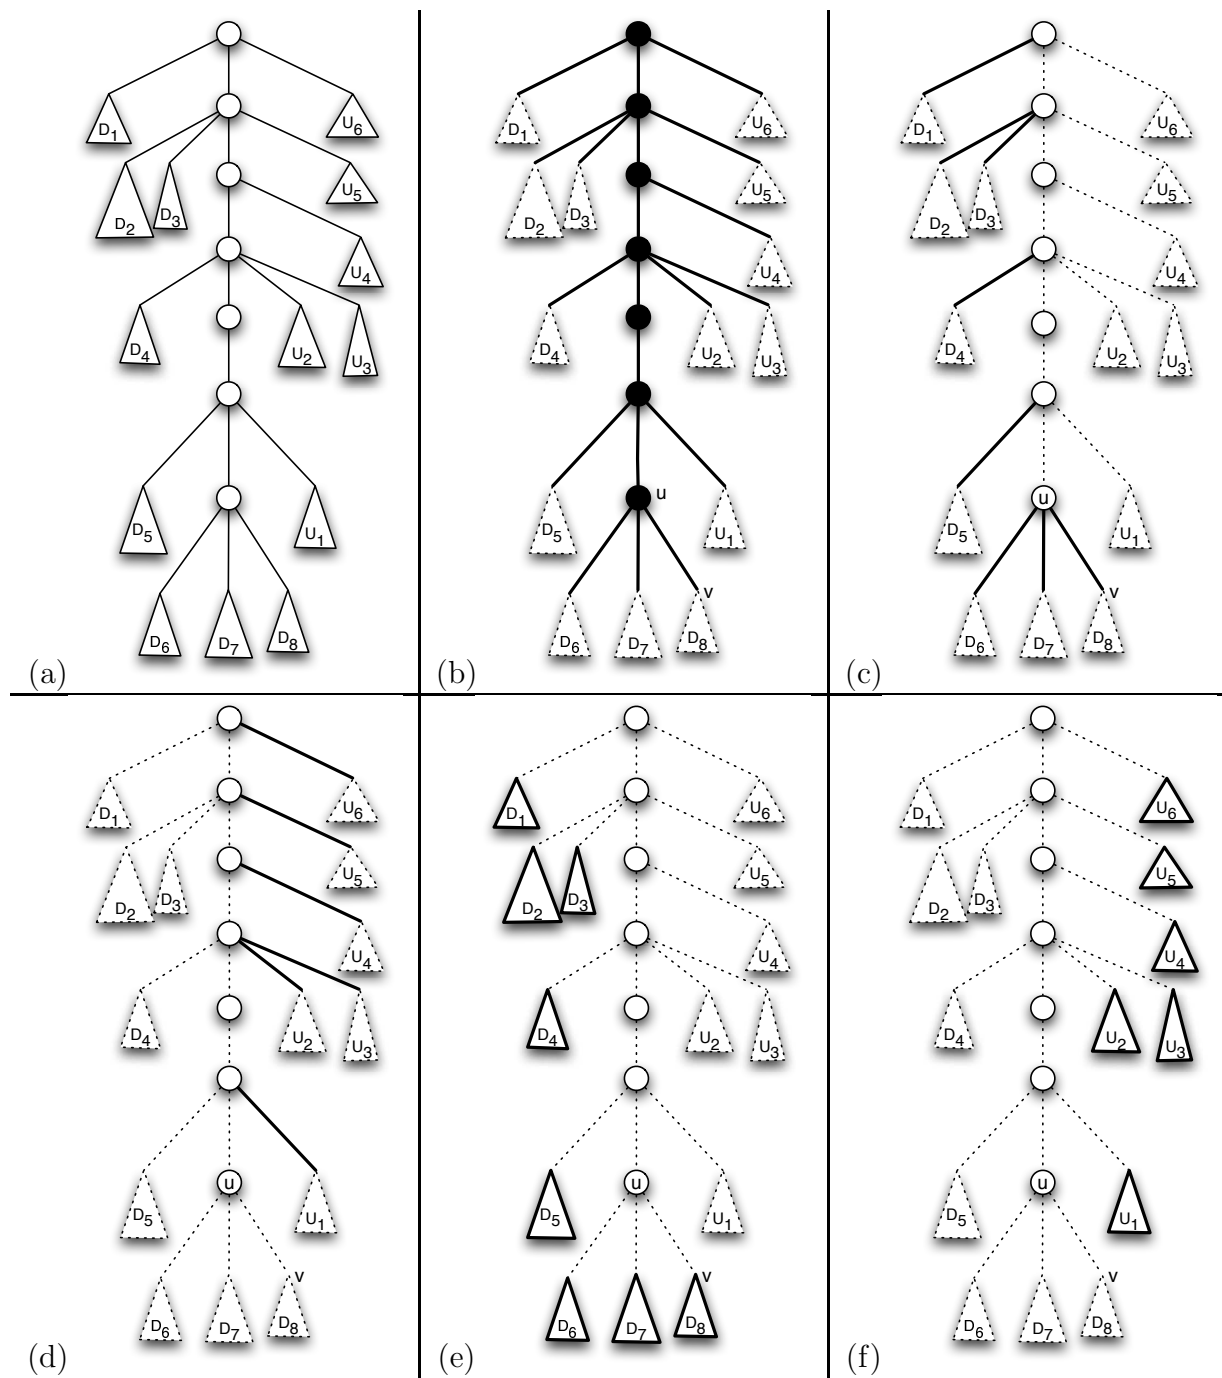 D1 U6
D2 D3 U5
U4
D4 U2 U3
D5 U1
D6 D7 D8
(a)
D1 U6
D2 D3 U5
U4
D4 U2 U3
u
D5 U1
v
D6 D7 D8
(b)
D1 U6
D2 D3 U5
U4
D4 U2 U3
u
D5 U1
v
D6 D7 D8
(c)
D1 U6
D2 D3 U5
U4
D4 U2 U3
u
D5 U1
v
D6 D7 D8
(d)
D1 U6
D2 D3 U5
U4
D4 U2 U3
u
D5 U1
v
D6 D7 D8
(e)
D1 U6
D2 D3 U5
U4
D4 U2 U3
u
D5 U1
v
D6 D7 D8
(f)